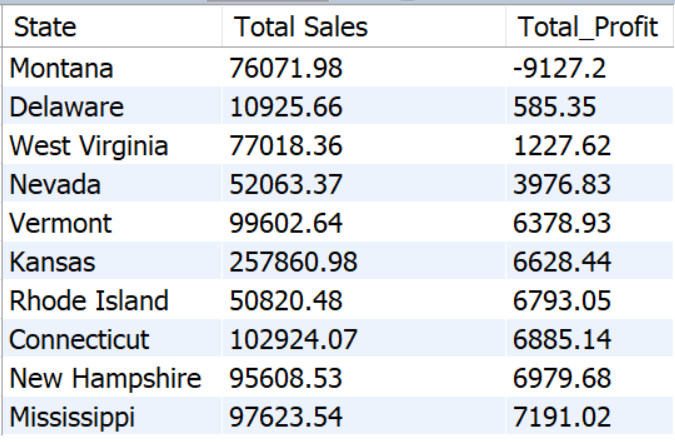 State Total Sales Total_Profit
Montana 76071.98 -9127.2
Delaware 10925.66 585.35
West Virginia 77018.36 1227.62
Nevada 52063.37 3976.83
Vermont 99602.64 6378.93
Kansas 257860.98 6628.44
Rhode Island 50820.48 6793.05
Connecticut 102924.07 6885.14
New Hampshire 95608.53 6979.68
Mississippi 97623.54 7191.02